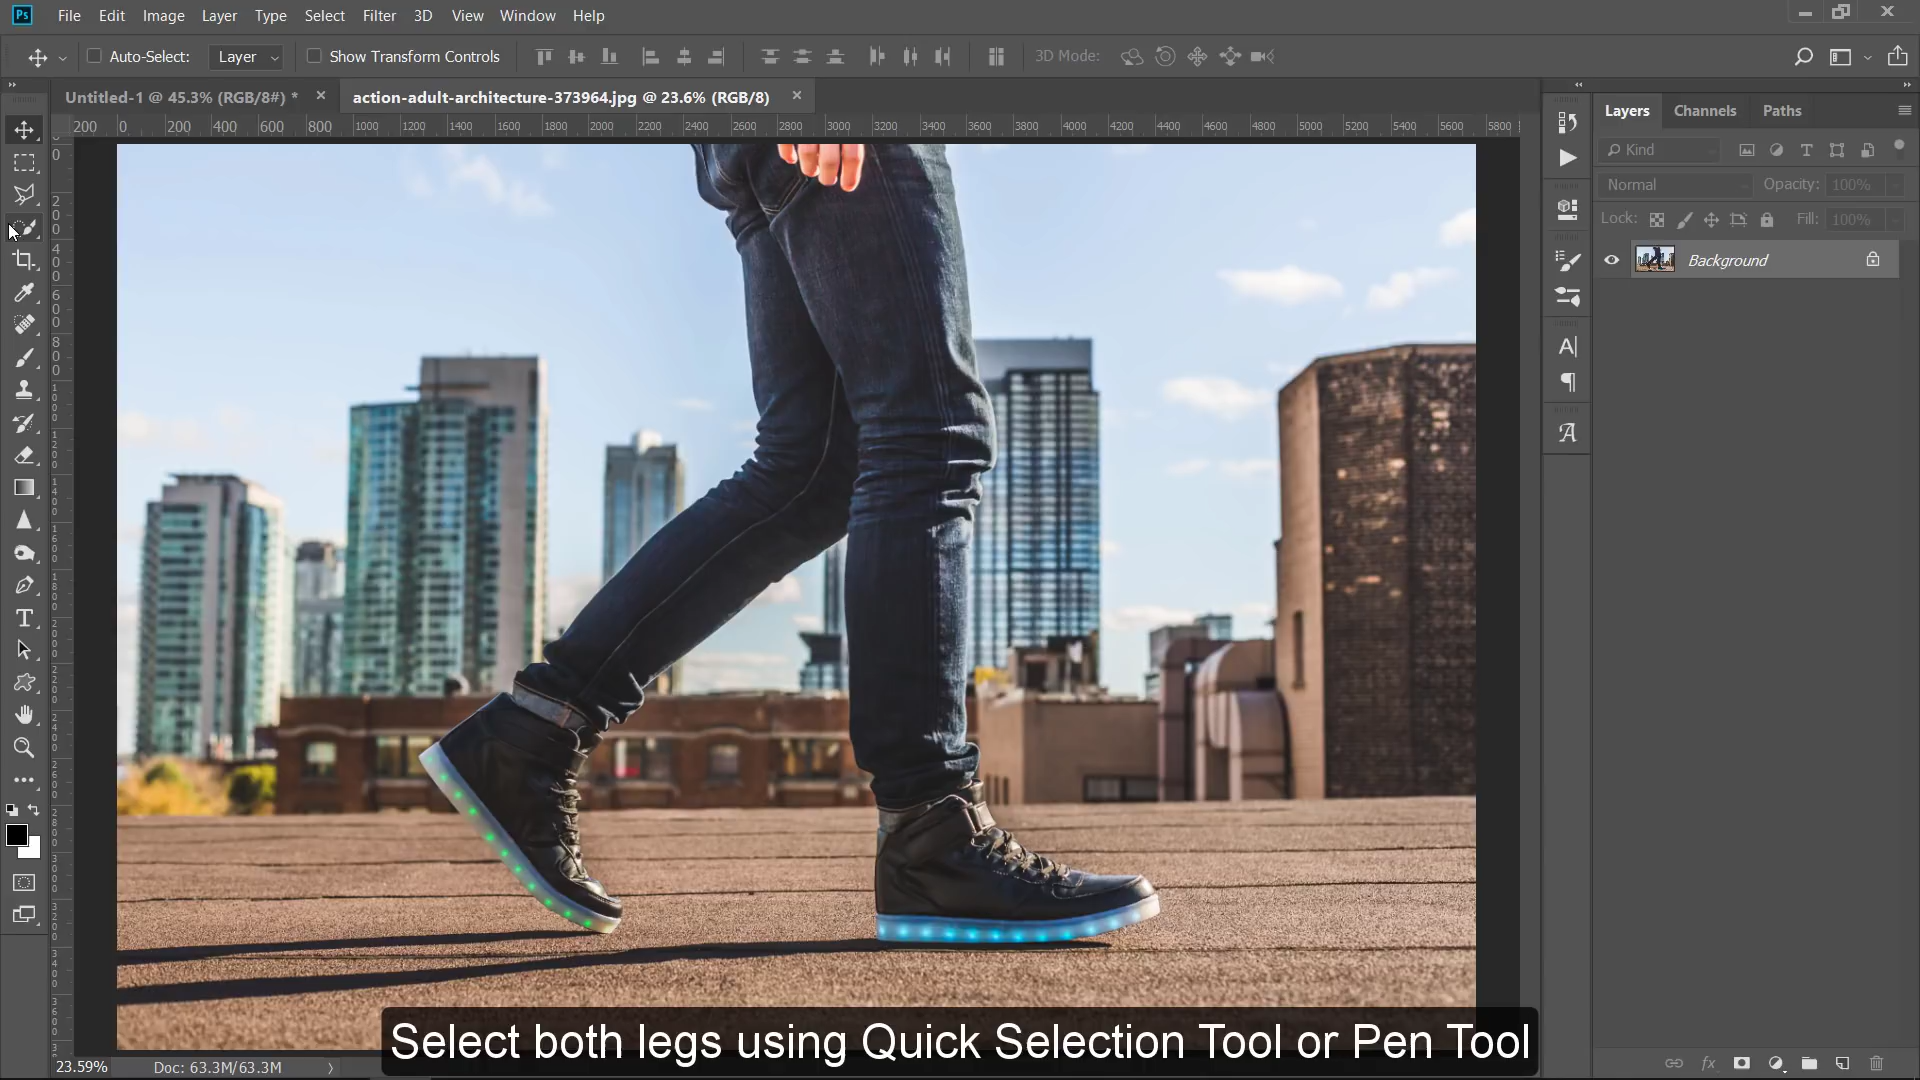 Ps File Edit Image Layer Type Select Filter 3D View Window Help
Auto-Select: Layer Show Transform Controls 3D Mode:
Untitled-1 @ 45.3% (RGB/8#) * × action-adult-architecture-373964.jpg @ 23.6% (RGB/8) ×
200 0 200 400 600 800 1000 1200 1400 1600 1800 2000 2200 2400 2600 2800 3000 3200 3400 3600 3800 4000 4200 4400 4600 4800 5000 5200 5400 5600 5800
Layers Channels Paths
Kind
Normal Opacity: 100%
Lock: Fill: 100%
Background
Select both legs using Quick Selection Tool or Pen Tool
23.59% Doc: 63.3M/63.3M
fx